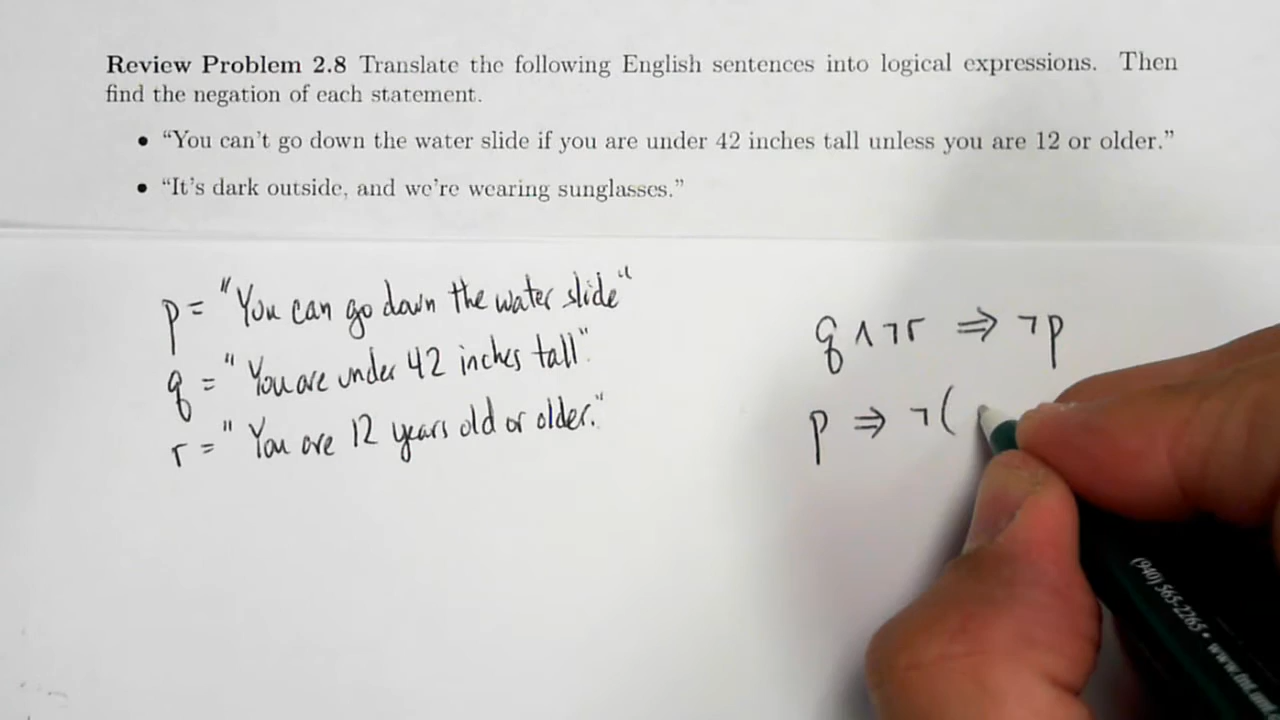 Review Problem 2.8 Translate the following English sentences into logical expressions. Then
find the negation of each statement.
• “You can’t go down the water slide if you are under 42 inches tall unless you are 12 or older.”
• “It’s dark outside, and we’re wearing sunglasses.”
p = "You can go down the water slide"
q = "You are under 42 inches tall".
r = "You are 12 years old or older."
q ∧ ¬r ⇒ ¬p
p ⇒ ¬(
(940) 565-2265 •